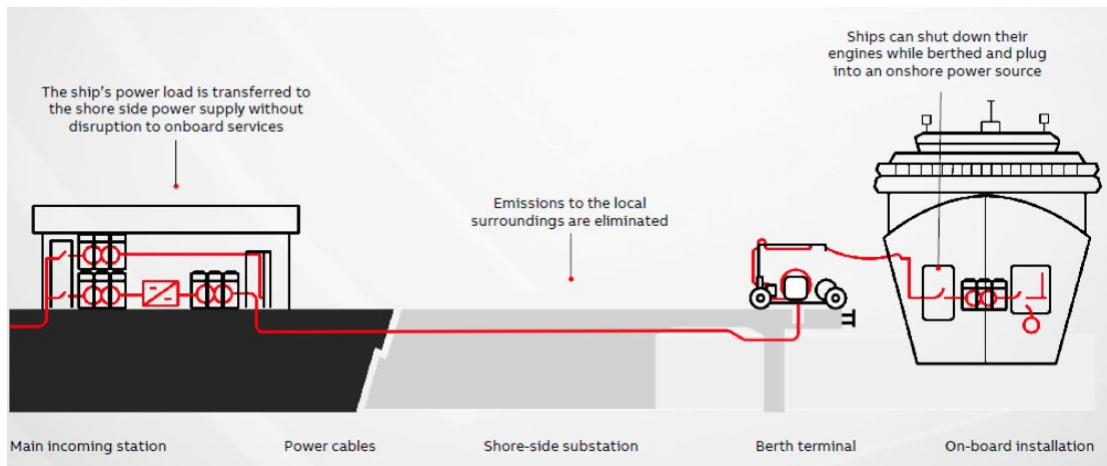 Ships can shut down their
engines while berthed and plug
into an onshore power source
The ship's power load is transferred to
the shore side power supply without
disruption to onboard services
Emissions to the local
surroundings are eliminated
Main incoming station
Power cables
Shore-side substation
Berth terminal
On-board installation